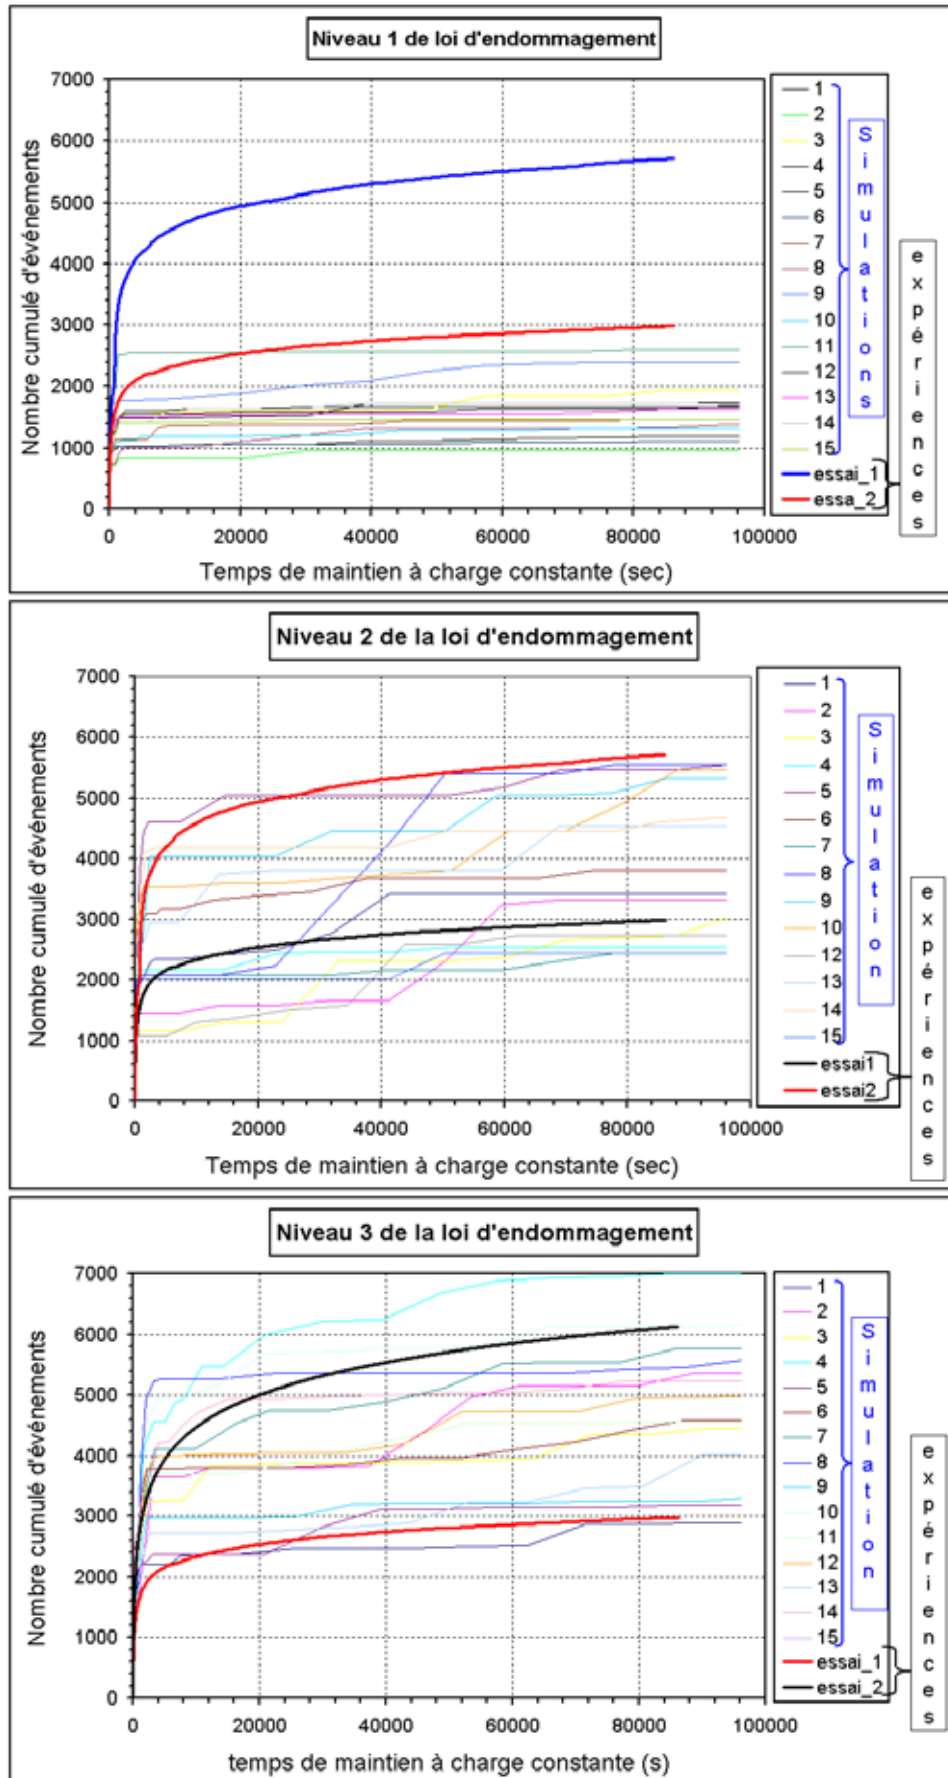 Niveau 1 de loi d'endommagement
7000
6000
5000
4000
3000
2000
1000
0
Nombre cumulé d'événements
0 20000 40000 60000 80000 100000
Temps de maintien à charge constante (sec)
1
2
3
4
5
6
7
8
9
10
11
12
13
14
15
essai_1
essa_2
Simulations
expériences
Niveau 2 de la loi d'endommagement
7000
6000
5000
4000
3000
2000
1000
0
Nombre cumulé d'événements
0 20000 40000 60000 80000 100000
Temps de maintien à charge constante (sec)
1
2
3
4
5
6
7
8
9
10
12
13
14
15
essai1
essai2
Simulation
expériences
Niveau 3 de la loi d'endommagement
7000
6000
5000
4000
3000
2000
1000
0
Nombre cumulé d'événements
0 20000 40000 60000 80000 100000
temps de maintien à charge constante (s)
1
2
3
4
5
6
7
8
9
10
11
12
13
14
15
essai_1
essai_2
Simulation
expériences